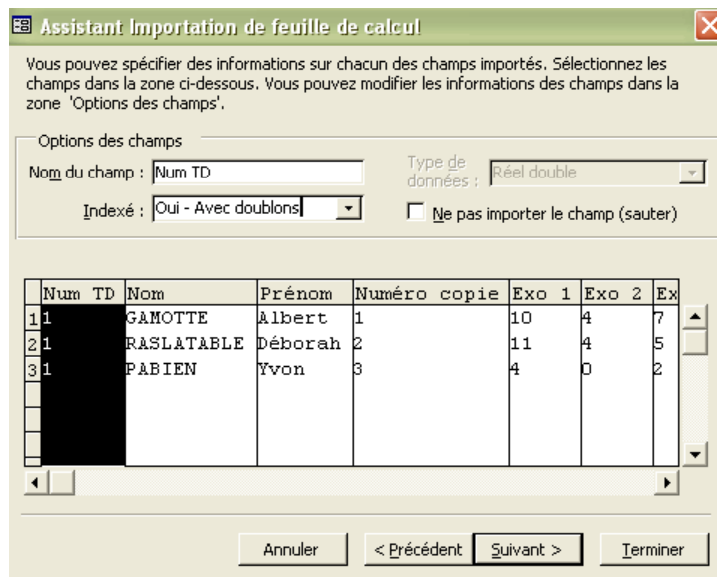 Assistant Importation de feuille de calcul
Vous pouvez spécifier des informations sur chacun des champs importés. Sélectionnez les
champs dans la zone ci-dessous. Vous pouvez modifier les informations des champs dans la
zone 'Options des champs'.
Options des champs
Nom du champ : Num TD
Type de données : Réel double
Indexé : Oui - Avec doublons
Ne pas importer le champ (sauter)
Num TD Nom Prénom Numéro copie Exo 1 Exo 2 Ex
1 1 GAMOTTE Albert 1 10 4 7
2 1 RASLATABLE Déborah 2 11 4 5
3 1 PABIEN Yvon 3 4 0 2
Annuler < Précédent Suivant > Terminer